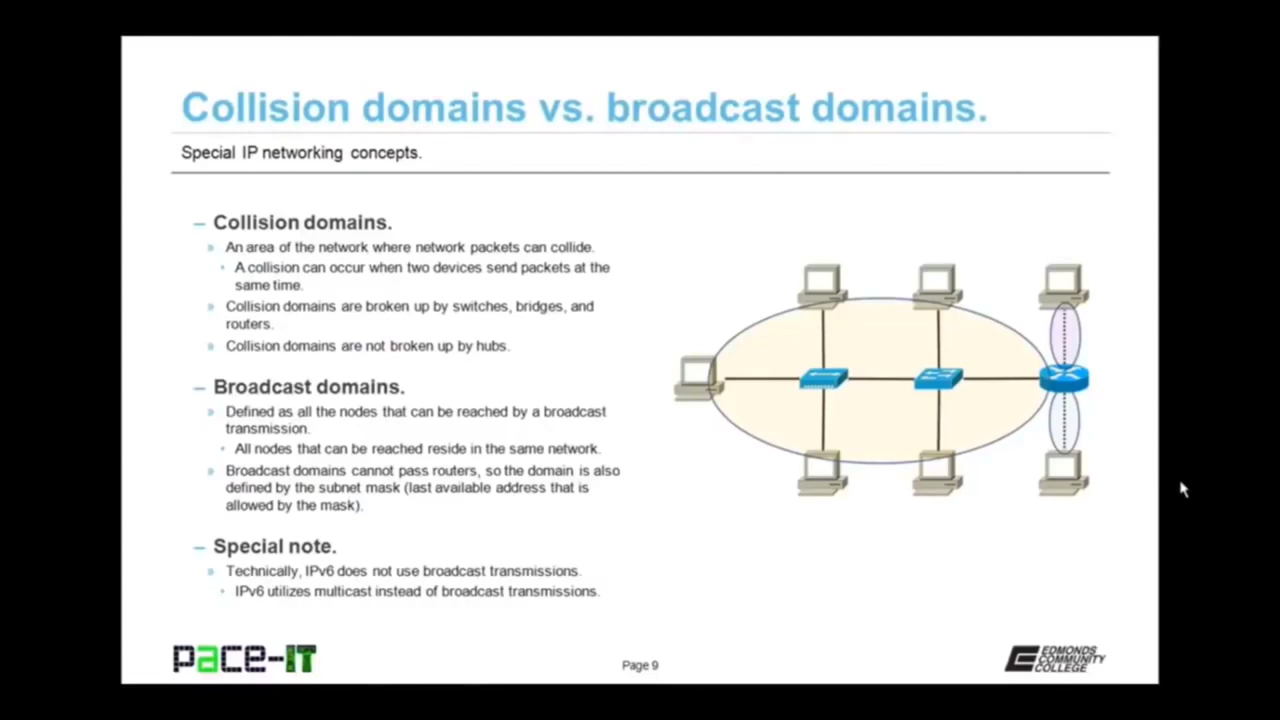 Collision domains vs. broadcast domains.
Special IP networking concepts.
– Collision domains.
» An area of the network where network packets can collide.
• A collision can occur when two devices send packets at the
same time.
» Collision domains are broken up by switches, bridges, and
routers.
» Collision domains are not broken up by hubs.
– Broadcast domains.
» Defined as all the nodes that can be reached by a broadcast
transmission.
• All nodes that can be reached reside in the same network.
» Broadcast domains cannot pass routers, so the domain is also
defined by the subnet mask (last available address that is
allowed by the mask).
– Special note.
» Technically, IPv6 does not use broadcast transmissions.
• IPv6 utilizes multicast instead of broadcast transmissions.
pace-IT
Page 9
EDMONDS
COMMUNITY
COLLEGE